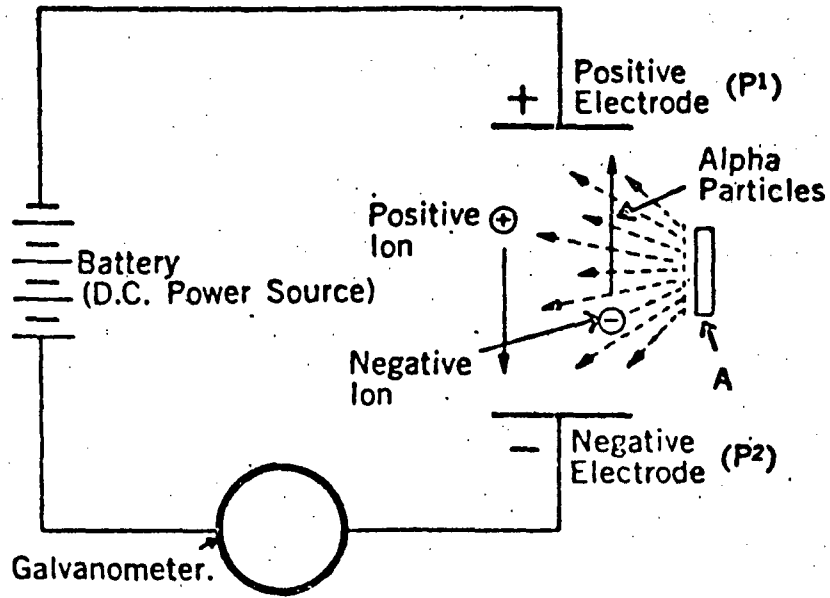 Positive
Electrode (P1)
+
Alpha
Particles
Positive
Ion
+
Battery
(D.C. Power Source)
-
Negative
Ion
A
-
Negative
Electrode (P2)
Galvanometer.